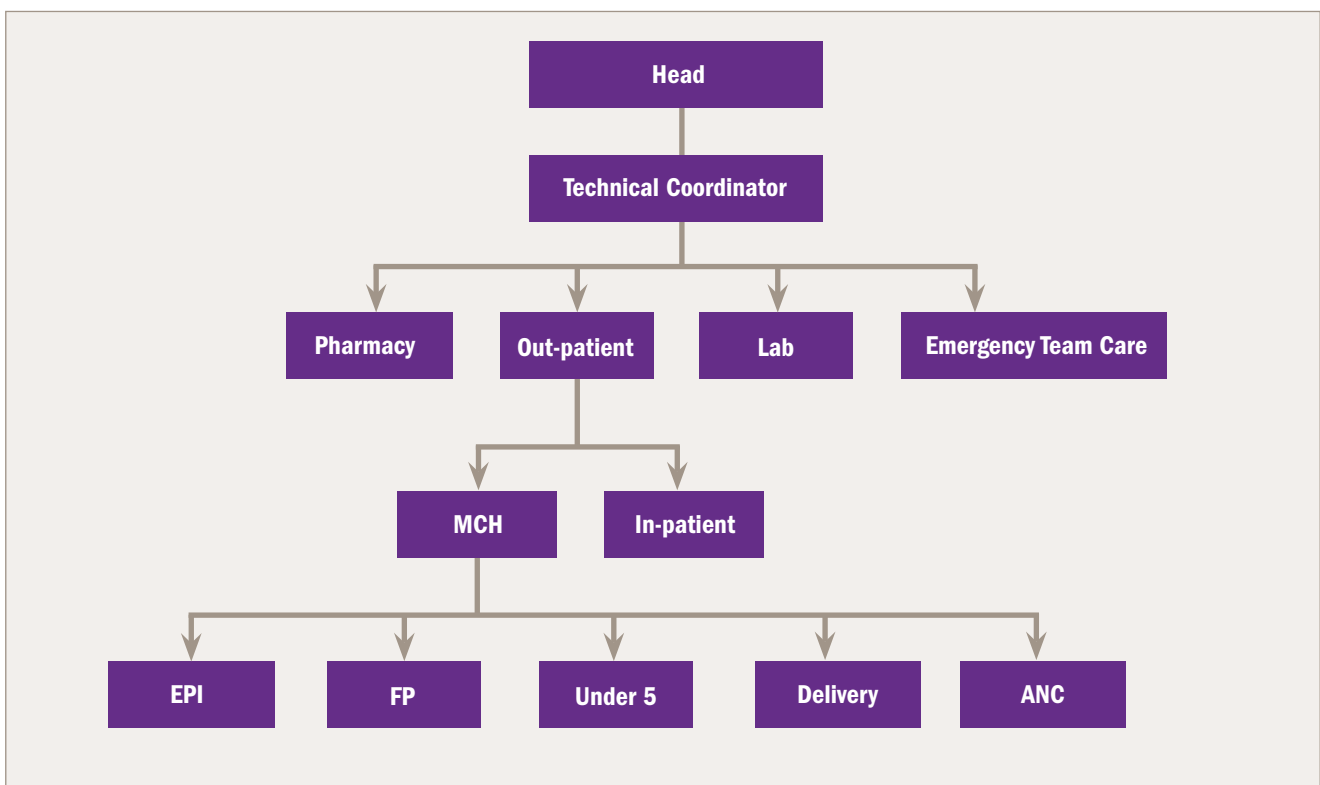 Head
Technical Coordinator
Pharmacy
Out-patient
Lab
Emergency Team Care
MCH
In-patient
EPI
FP
Under 5
Delivery
ANC